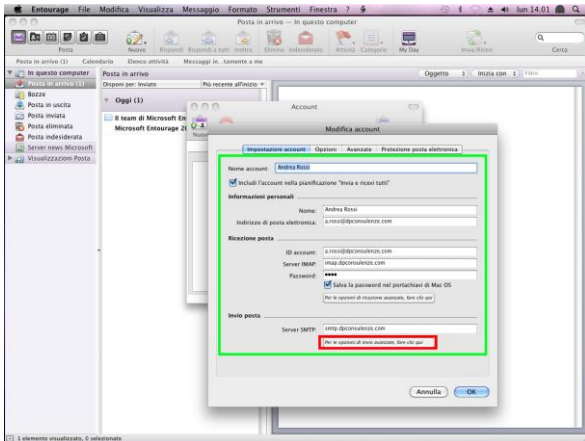 Entourage File Modifica Visualizza Messaggio Formato Strumenti Finestra ? lun 14.01
Posta in arrivo — In questo computer
Posta Nuovo Rispondi Rispondi a tutti Inoltra Elimina Indesiderata Attività Categorie My Day Invia/Ricevi Cerca
Posta in arrivo (1) Calendario Elenco attività Messaggi in...tamente a me
In questo computer
Posta in arrivo (1)
Bozze
Posta in uscita
Posta inviata
Posta eliminata
Posta indesiderata
Server news Microsoft
Visualizzazioni Posta
Posta in arrivo
Oggetto Inizia con
Disponi per: Inviato Più recente all'inizio
Oggi (1)
Il team di Microsoft En
Microsoft Entourage 20
Account
Modifica account
Impostazioni account Opzioni Avanzate Protezione posta elettronica
Nome account: Andrea Rossi
Includi l'account nella pianificazione "Invia e ricevi tutti"
Informazioni personali
Nome: Andrea Rossi
Indirizzo di posta elettronica: a.rossi@dpconsulenze.com
Ricezione posta
ID account: a.rossi@dpconsulenze.com
Server IMAP: imap.dpconsulenze.com
Password: ••••
Salva la password nel portachiavi di Mac OS
Per le opzioni di ricezione avanzate, fare clic qui
Invio posta
Server SMTP: smtp.dpconsulenze.com
Per le opzioni di invio avanzate, fare clic qui
Annulla OK
1 elemento visualizzato, 0 selezionato